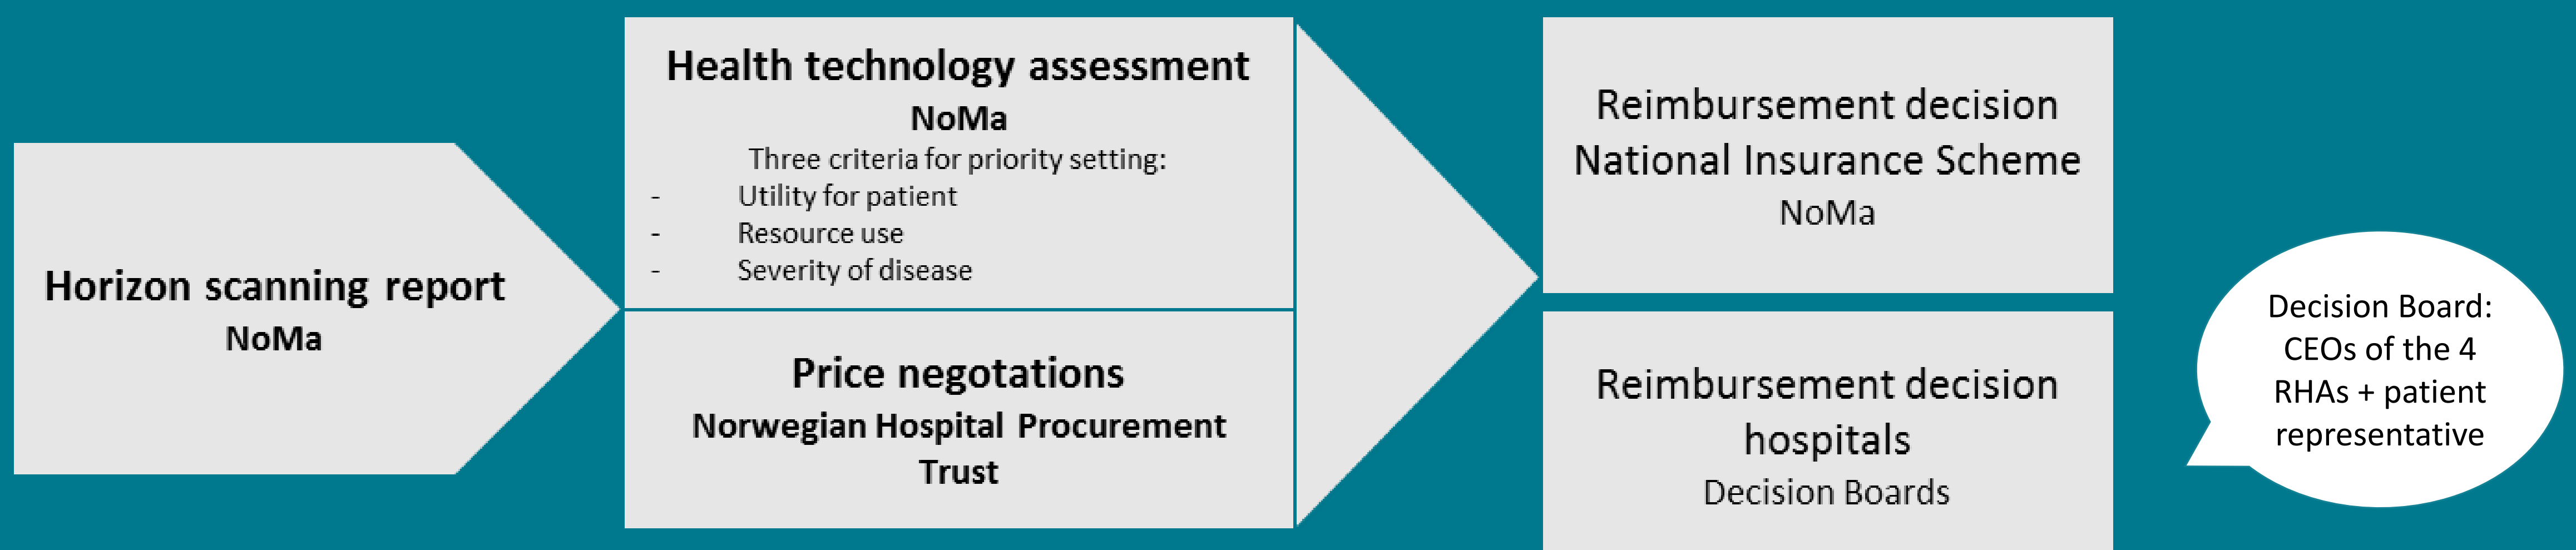 Horizon scanning report
NoMa
Health technology assessment
NoMa
Three criteria for priority setting:
- Utility for patient
- Resource use
- Severity of disease
Price negotations
Norwegian Hospital Procurement
Trust
Reimbursement decision
National Insurance Scheme
NoMa
Reimbursement decision
hospitals
Decision Boards
Decision Board:
CEOs of the 4
RHAs + patient
representative